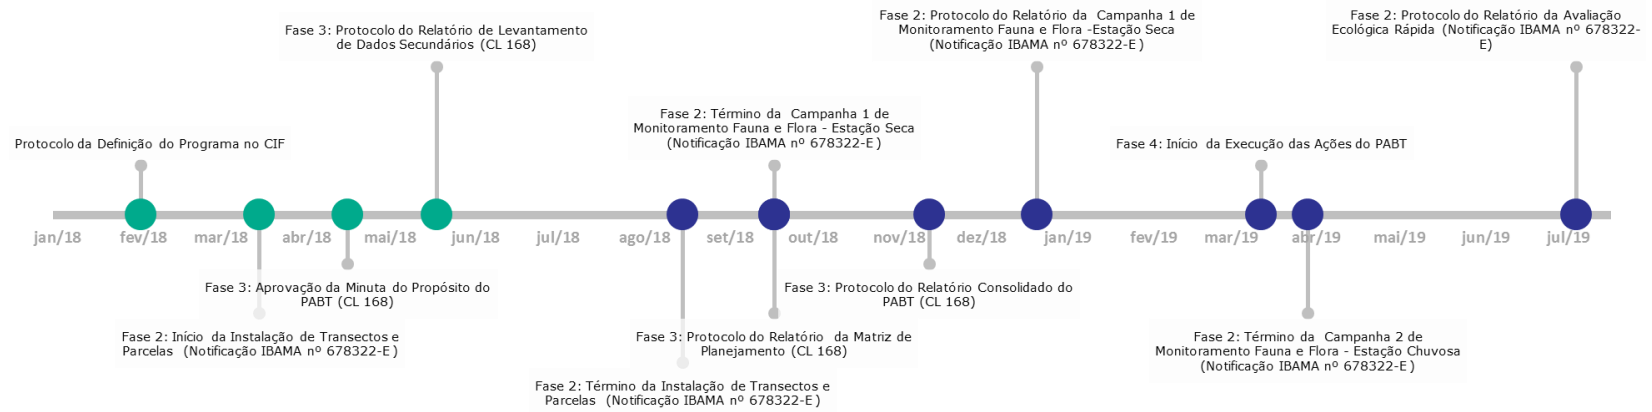 Fase 2: Protocolo do Relatório da Campanha 1 de
Monitoramento Fauna e Flora -Estação Seca
(Notificação IBAMA nº 678322-E)
Fase 2: Protocolo do Relatório da Avaliação
Ecológica Rápida (Notificação IBAMA nº 678322-
E)
Fase 3: Protocolo do Relatório de Levantamento
de Dados Secundários (CL 168)
Fase 2: Término da Campanha 1 de
Monitoramento Fauna e Flora - Estação Seca
(Notificação IBAMA nº 678322-E)
Protocolo da Definição do Programa no CIF
Fase 4: Início da Execução das Ações do PABT
jan/18 fev/18 mar/18 abr/18 mai/18 jun/18 jul/18 ago/18 set/18 out/18 nov/18 dez/18 jan/19 fev/19 mar/19 abr/19 mai/19 jun/19 jul/19
Fase 3: Aprovação da Minuta do Propósito do
PABT (CL 168)
Fase 3: Protocolo do Relatório Consolidado do
PABT (CL 168)
Fase 2: Início da Instalação de Transectos e
Parcelas (Notificação IBAMA nº 678322-E)
Fase 3: Protocolo do Relatório da Matriz de
Planejamento (CL 168)
Fase 2: Término da Campanha 2 de
Monitoramento Fauna e Flora - Estação Chuvosa
(Notificação IBAMA nº 678322-E)
Fase 2: Término da Instalação de Transectos e
Parcelas (Notificação IBAMA nº 678322-E)